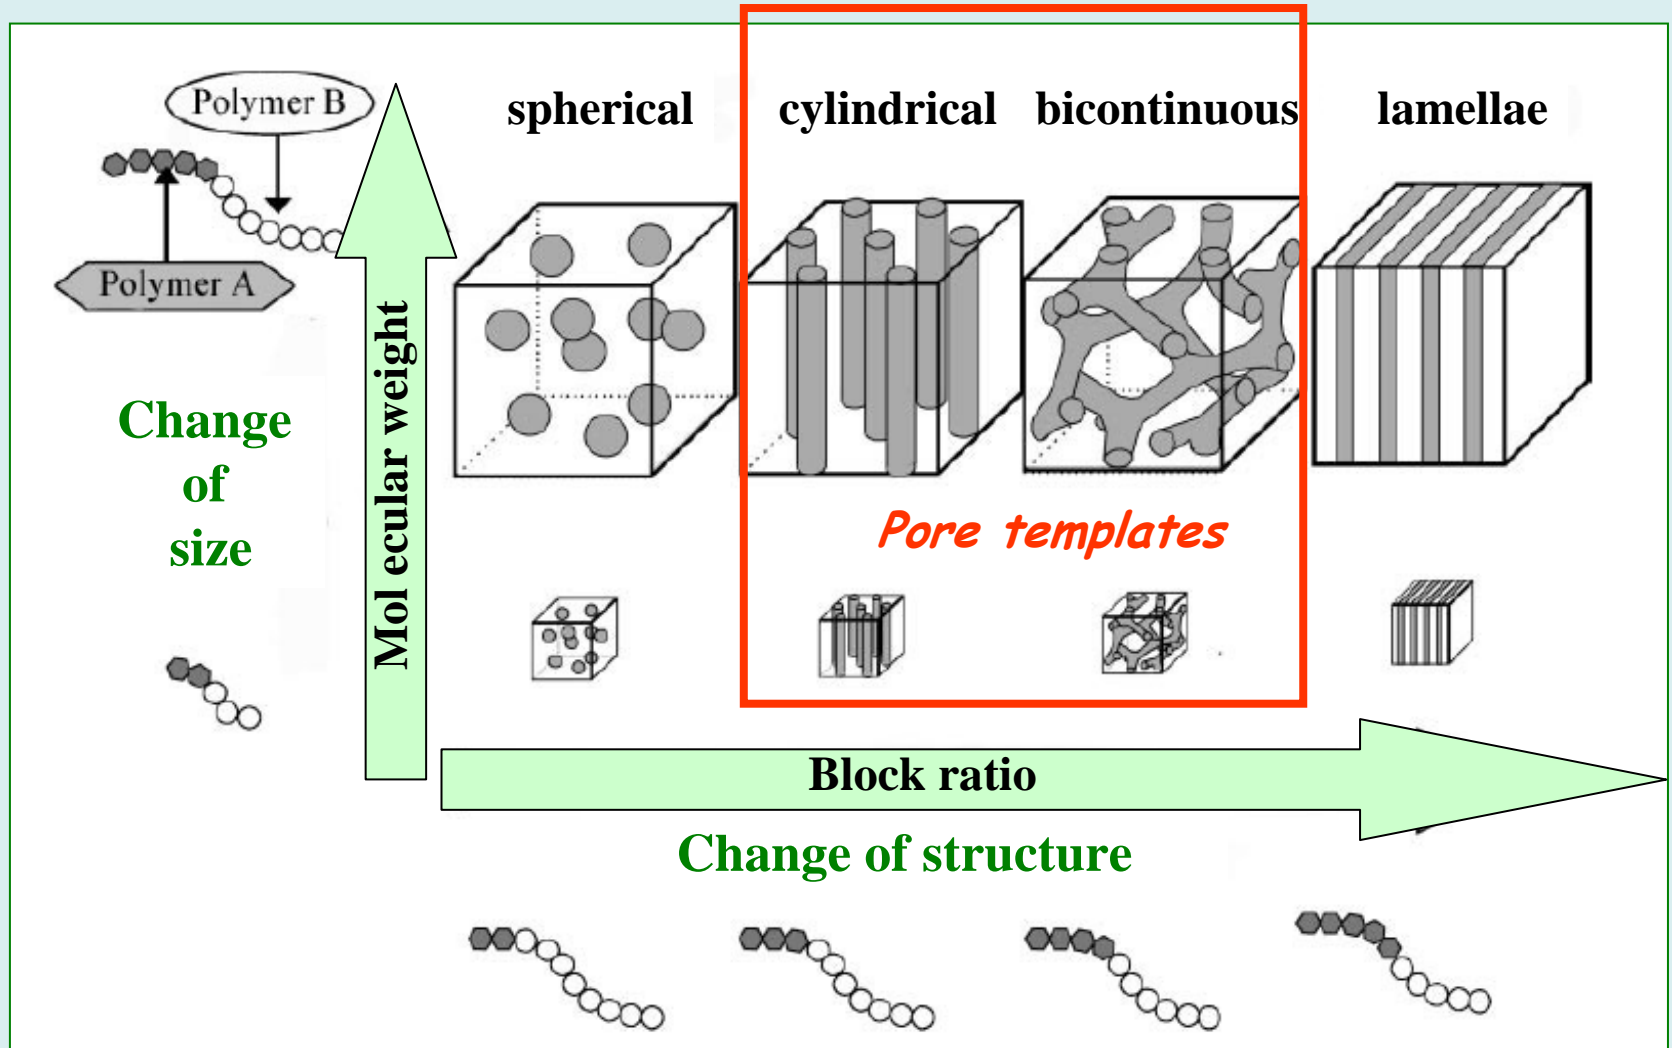 Polymer B
Polymer A
spherical
cylindrical
bicontinuous
lamellae
Change
of
size
Mol ecular weight
Pore templates
Block ratio
Change of structure